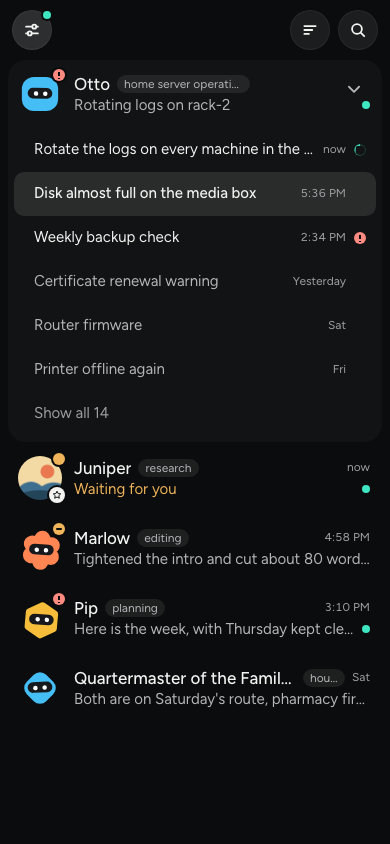 Otto home server operati...
Rotating logs on rack-2
Rotate the logs on every machine in the ... now
Disk almost full on the media box 5:36 PM
Weekly backup check 2:34 PM
Certificate renewal warning Yesterday
Router firmware Sat
Printer offline again Fri
Show all 14
Juniper research now
Waiting for you
Marlow editing 4:58 PM
Tightened the intro and cut about 80 word...
Pip planning 3:10 PM
Here is the week, with Thursday kept cle...
Quartermaster of the Famil... hou... Sat
Both are on Saturday's route, pharmacy fir...